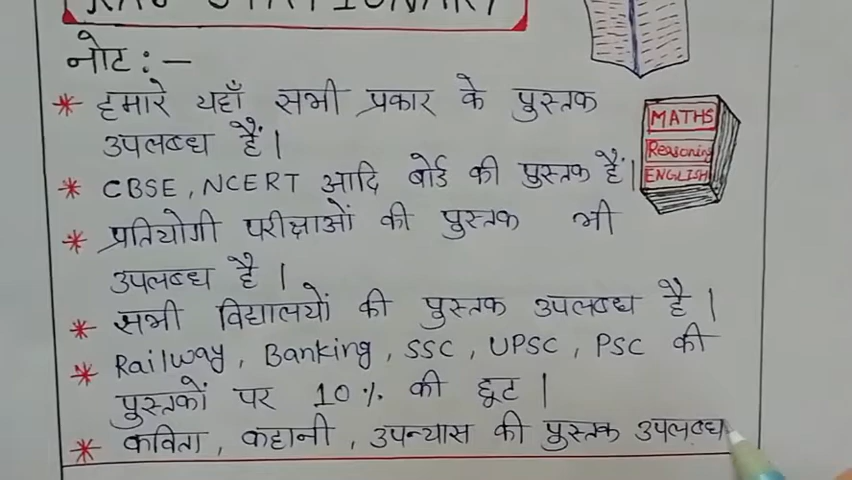 नोट : -
* हमारे यहाँ सभी प्रकार के पुस्तक
उपलब्ध हैं।
* CBSE, NCERT आदि बोर्ड की पुस्तक हैं।
* प्रतियोगी परीक्षाओं की पुस्तक भी
उपलब्ध है।
* सभी विद्यालयों की पुस्तक उपलब्ध है।
* Railway, Banking, SSC, UPSC, PSC की
पुस्तकों पर 10% की छूट।
* कविता, कहानी, उपन्यास की पुस्तक उपलब्ध
MATHS
Reasoning
ENGLISH